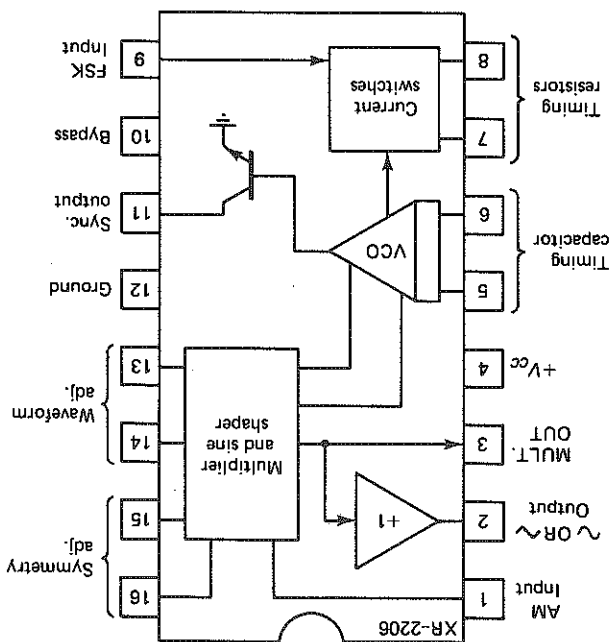 XR-2206
AM
Input
1
16
15
Symmetry
adj.
OR
Output
2
+1
MULT.
OUT
3
Multiplier
and sine
shaper
14
13
Waveform
adj.
+VCC
4
12
Ground
Timing
capacitor
5
6
VCO
11
Sync.
output
10
Bypass
Timing
resistors
7
8
Current
switches
9
FSK
Input